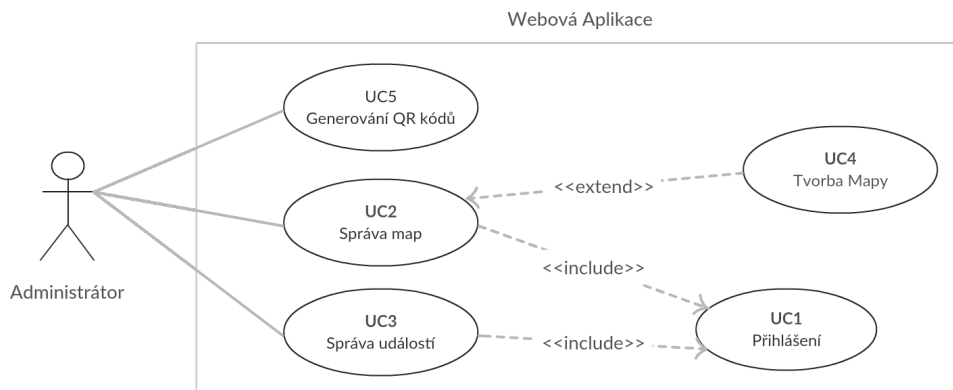 Webová Aplikace
UC5
Generování QR kódů
UC4
Tvorba Mapy
<<extend>>
UC2
Správa map
<<include>>
Administrátor
UC3
Správa událostí
<<include>>
UC1
Přihlášení